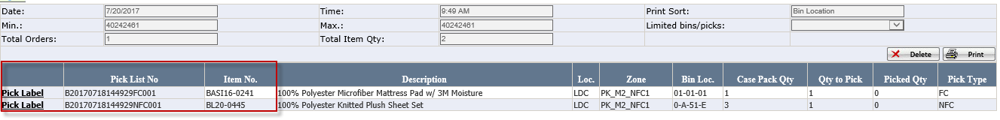 Date: 7/20/2017 Time: 9:49 AM Print Sort: Bin Location
Min.: 40242461 Max.: 40242461 Limited bins/picks:
Total Orders: 1 Total Item Qty: 2
Delete Print
Pick List No Item No. Description Loc. Zone Bin Loc. Case Pack Qty Qty to Pick Picked Qty Pick Type
Pick Label B20170718144929FC001 BASI16-0241 100% Polyester Microfiber Mattress Pad w/ 3M Moisture LDC PK_M2_NFC1 01-01-01 1 1 0 FC
Pick Label B20170718144929NFC001 BL20-0445 100% Polyester Knitted Plush Sheet Set LDC PK_M2_NFC1 0-A-51-E 3 1 0 NFC